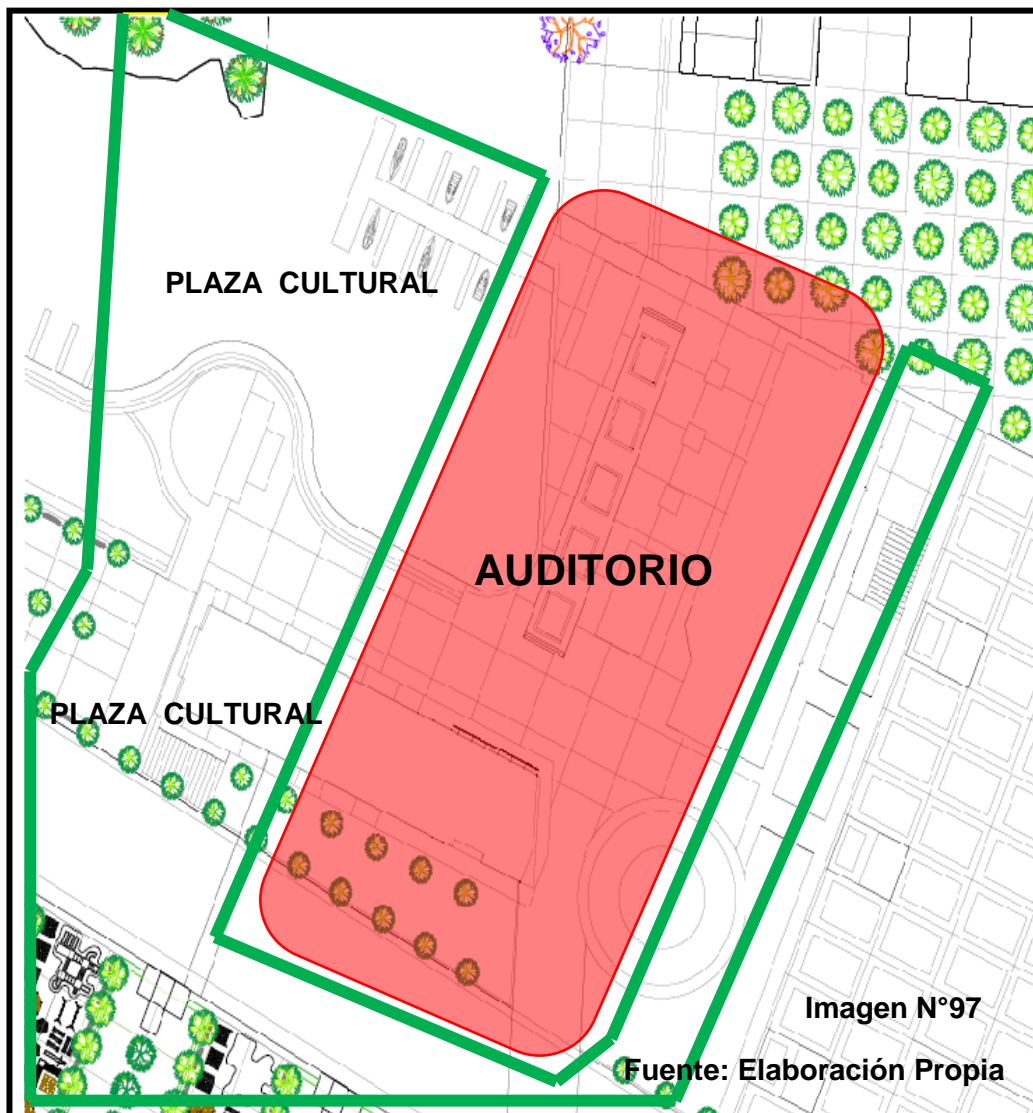 PLAZA CULTURAL
AUDITORIO
PLAZA CULTURAL
Imagen N°97
Fuente: Elaboración Propia